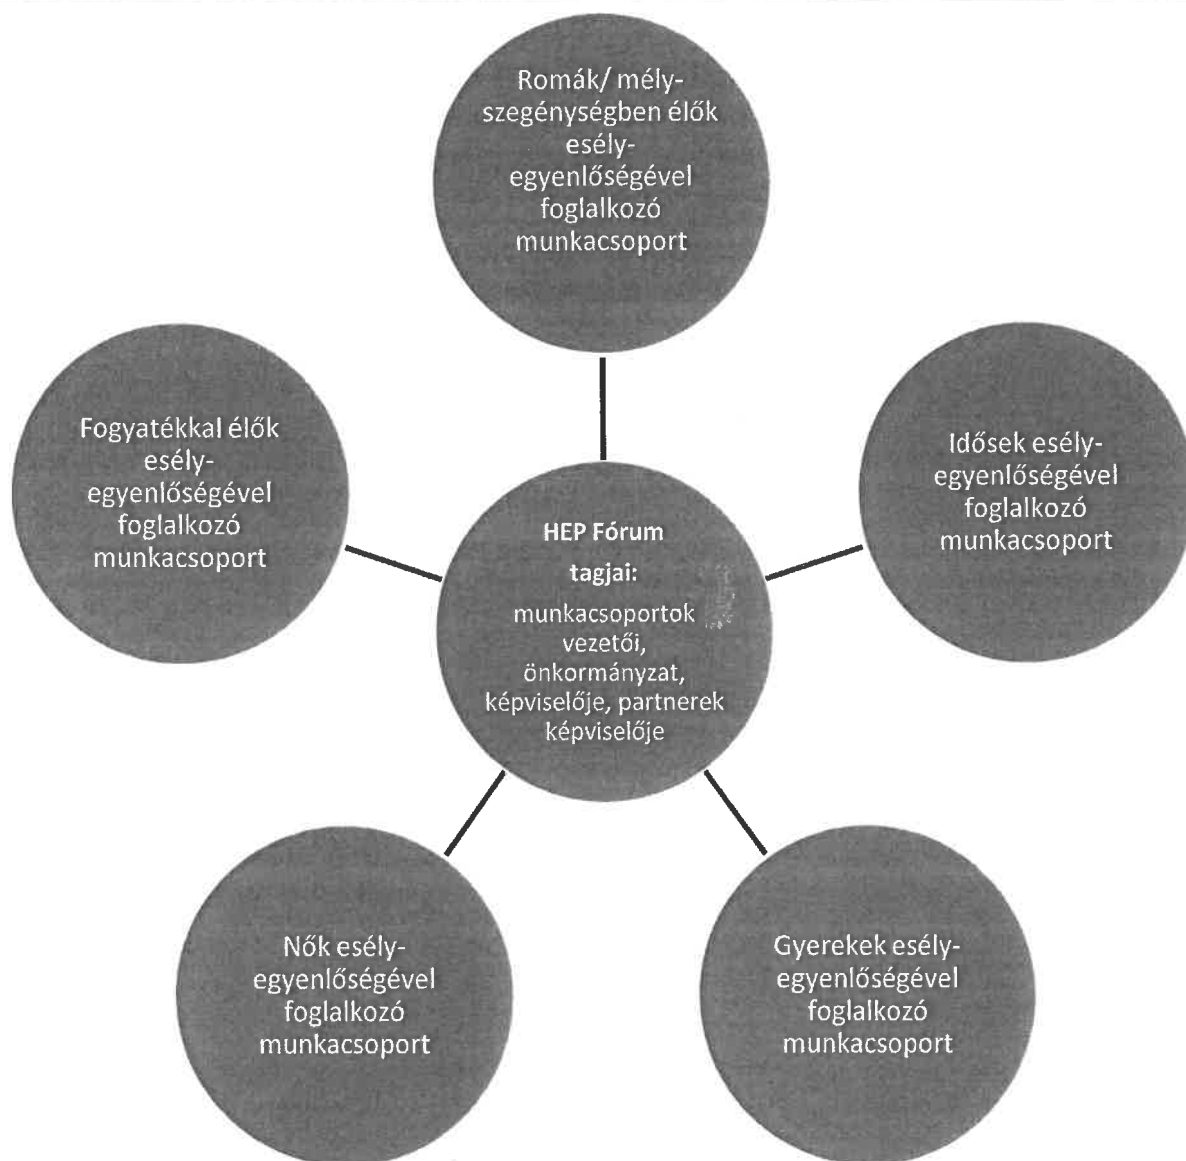 Romák/ mély-
szegénységben élők
esély-
egyenlőségével
foglalkozó
munkacsoport
Fogyatékkal élők
esély-
egyenlőségével
foglalkozó
munkacsoport
Idősek esély-
egyenlőségével
foglalkozó
munkacsoport
HEP Fórum
tagjai:
munkacsoportok
vezetői,
önkormányzat,
képviselője, partnerek
képviselője
Nők esély-
egyenlőségével
foglalkozó
munkacsoport
Gyerekek esély-
egyenlőségével
foglalkozó
munkacsoport